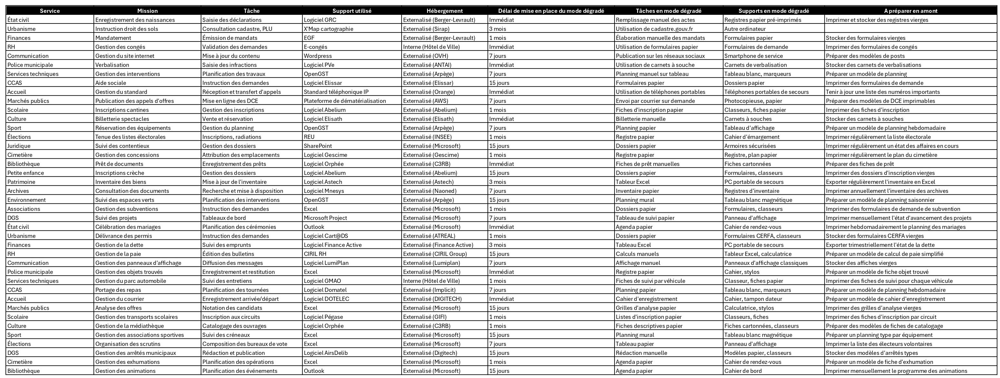 Service Mission Tâche Support utilisé Hébergement Délai de mise en place du mode dégradé Tâches en mode dégradé Supports en mode dégradé A préparer en amont
État civil Enregistrement des naissances Saisie des déclarations Logiciel GRC Externalisé (Berger-Levrault) Immédiat Remplissage manuel des actes Registres papier pré-imprimés Imprimer et stocker des registres vierges
Urbanisme Instruction droit des sols Consultation cadastre, PLU X'Map cartographie Externalisé (Sirap) 3 mois Utilisation de cadastre.gouv.fr Autre ordinateur
Finances Mandatement Émission de mandats EGF Externalisé (Berger-Levrault) 1 mois Élaboration manuelle des mandats Formulaires papier Stocker des formulaires vierges
RH Gestion des congés Validation des demandes E-congés Interne (Hôtel de Ville) Immédiat Utilisation de formulaires papier Formulaires de demande Imprimer des formulaires de congés
Communication Gestion du site internet Mise à jour du contenu Wordpress Externalisé (OVH) 7 jours Publication sur les réseaux sociaux Smartphone de service Préparer des modèles de posts
Police municipale Verbalisation Saisie des infractions Logiciel PVe Externalisé (ANTAI) Immédiat Utilisation de carnets à souche Carnets de verbalisation Stocker des carnets de verbalisations
Services techniques Gestion des interventions Planification des travaux OpenGST Externalisé (Arpège) 7 jours Planning manuel sur tableau Tableau blanc, marqueurs Préparer un modèle de planning
CCAS Aide sociale Instruction des demandes Logiciel Elissar Externalisé (Elissar) 15 jours Formulaires papier Dossiers papier Imprimer des formulaires de demande
Accueil Gestion du standard Réception et transfert d'appels Standard téléphonique IP Externalisé (Orange) Immédiat Utilisation de téléphones portables Téléphones portables de secours Tenir à jour une liste des numéros importants
Marchés publics Publication des appels d'offres Mise en ligne des DCE Plateforme de dématérialisation Externalisé (AWS) 7 jours Envoi par courrier sur demande Photocopieuse, papier Préparer des modèles de DCE imprimables
Scolaire Inscriptions cantines Gestion des inscriptions Logiciel Abelium Externalisé (Abelium) 1 mois Fiches d'inscription papier Classeurs, fiches papier Imprimer des fiches d'inscription
Culture Billetterie spectacles Vente et réservation Logiciel Elisath Externalisé (Elisath) Immédiat Billetterie manuelle Carnets à souches Stocker des carnets à souches
Sport Réservation des équipements Gestion du planning OpenGST Externalisé (Arpège) 7 jours Planning papier Tableau d'affichage Préparer un modèle de planning hebdomadaire
Élections Tenue des listes électorales Inscriptions, radiations REU Externalisé (INSEE) 1 mois Registre papier Cahier d'émargement Imprimer régulièrement la liste électorale
Juridique Suivi des contentieux Gestion des dossiers SharePoint Externalisé (Microsoft) 15 jours Dossiers papier Armoires sécurisées Imprimer régulièrement un état des affaires en cours
Cimetière Gestion des concessions Attribution des emplacements Logiciel Gescime Externalisé (Gescime) 1 mois Registre papier Registre, plan papier Imprimer régulièrement le plan du cimetière
Bibliothèque Prêt de documents Enregistrement des prêts Logiciel Orphée Externalisé (C3RB) Immédiat Fiches de prêt manuelles Fiches cartonnées Préparer des fiches de prêt
Petite enfance Inscriptions crèche Gestion des dossiers Logiciel Abelium Externalisé (Abelium) 15 jours Dossiers papier Formulaires, classeurs Imprimer des dossiers d'inscription vierges
Patrimoine Inventaire des biens Mise à jour de l'inventaire Logiciel Astech Externalisé (Astech) 3 mois Tableur Excel PC portable de secours Exporter régulièrement l'inventaire en Excel
Archives Consultation des documents Recherche et mise à disposition Logiciel Mnesys Externalisé (Naoned) 7 jours Inventaire papier Registres d'inventaire Imprimer annuellement l'inventaire des archives
Environnement Suivi des espaces verts Planification des interventions OpenGST Externalisé (Arpège) 15 jours Planning mural Tableau blanc magnétique Préparer un modèle de planning saisonnier
Associations Gestion des subventions Instruction des demandes Excel Externalisé (Microsoft) 1 mois Dossiers papier Formulaires, classeurs Imprimer des formulaires de demande de subvention
DGS Suivi des projets Tableaux de bord Microsoft Project Externalisé (Microsoft) 7 jours Tableau de suivi papier Panneau d'affichage Imprimer mensuellement l'état d'avancement des projets
État civil Célébration des mariages Planification des cérémonies Outlook Externalisé (Microsoft) Immédiat Agenda papier Cahier de rendez-vous Imprimer hebdomadairement le planning des mariages
Urbanisme Délivrance des permis Instruction des demandes Logiciel Cart@DS Externalisé (ATREAL) 1 mois Dossiers papier Formulaires CERFA, classeurs Stocker des formulaires CERFA vierges
Finances Gestion de la dette Suivi des emprunts Logiciel Finance Active Externalisé (Finance Active) 3 mois Tableau Excel PC portable de secours Exporter trimestriellement l'état de la dette
RH Gestion de la paie Édition des bulletins CIRIL RH Externalisé (CIRIL Group) 15 jours Calculs manuels Tableur Excel, calculatrice Préparer un modèle de calcul de paie simplifié
Communication Gestion des panneaux d'affichage Diffusion des messages Logiciel LumiPlan Externalisé (Lumiplan) 7 jours Affichage manuel Panneaux d'affichage classiques Stocker des affiches vierges
Police municipale Gestion des objets trouvés Enregistrement et restitution Excel Externalisé (Microsoft) Immédiat Registre papier Cahier, stylos Préparer un modèle de fiche objet trouvé
Services techniques Gestion du parc automobile Suivi des entretiens Logiciel GMAO Interne (Hôtel de Ville) 1 mois Fiches de suivi par véhicule Classeur, fiches papier Imprimer des fiches de suivi pour chaque véhicule
CCAS Portage des repas Planification des tournées Logiciel Domatel Externalisé (Implicit) 7 jours Planning papier Tableau blanc, marqueurs Préparer un modèle de planning hebdomadaire
Accueil Gestion du courrier Enregistrement arrivée/départ Logiciel DOTELEC Externalisé (DIGITECH) Immédiat Cahier d'enregistrement Cahier, tampon dateur Préparer un modèle de cahier d'enregistrement
Marchés publics Analyse des offres Notation des candidats Excel Externalisé (Microsoft) 15 jours Grilles d'analyse papier Calculatrice, stylos Imprimer des grilles d'analyse vierges
Scolaire Gestion des transports scolaires Inscription aux circuits Logiciel Pégase Externalisé (GIFI) 1 mois Listes d'inscription papier Classeurs, fiches Imprimer des fiches d'inscription par circuit
Culture Gestion de la médiathèque Catalogage des ouvrages Logiciel Orphée Externalisé (C3RB) 1 mois Fiches descriptives papier Fiches cartonnées, classeurs Préparer des modèles de fiches de catalogage
Sport Gestion des associations sportives Suivi des créneaux Excel Externalisé (Microsoft) 15 jours Planning mural Tableau blanc magnétique Préparer un planning type par équipement
Élections Organisation des scrutins Composition des bureaux de vote Excel Externalisé (Microsoft) 7 jours Tableau papier Panneau d'affichage Imprimer la liste des électeurs volontaires
DGS Gestion des arrêtés municipaux Rédaction et publication Logiciel AirsDelib Externalisé (Digitech) 15 jours Rédaction manuelle Modèles papier, classeurs Stocker des modèles d'arrêtés types
Cimetière Gestion des exhumations Planification des opérations Excel Externalisé (Microsoft) 1 mois Agenda papier Cahier de rendez-vous Préparer un modèle de fiche d'exhumation
Bibliothèque Gestion des animations Planification des événements Outlook Externalisé (Microsoft) 15 jours Agenda papier Cahier de bord Imprimer mensuellement le programme des animations